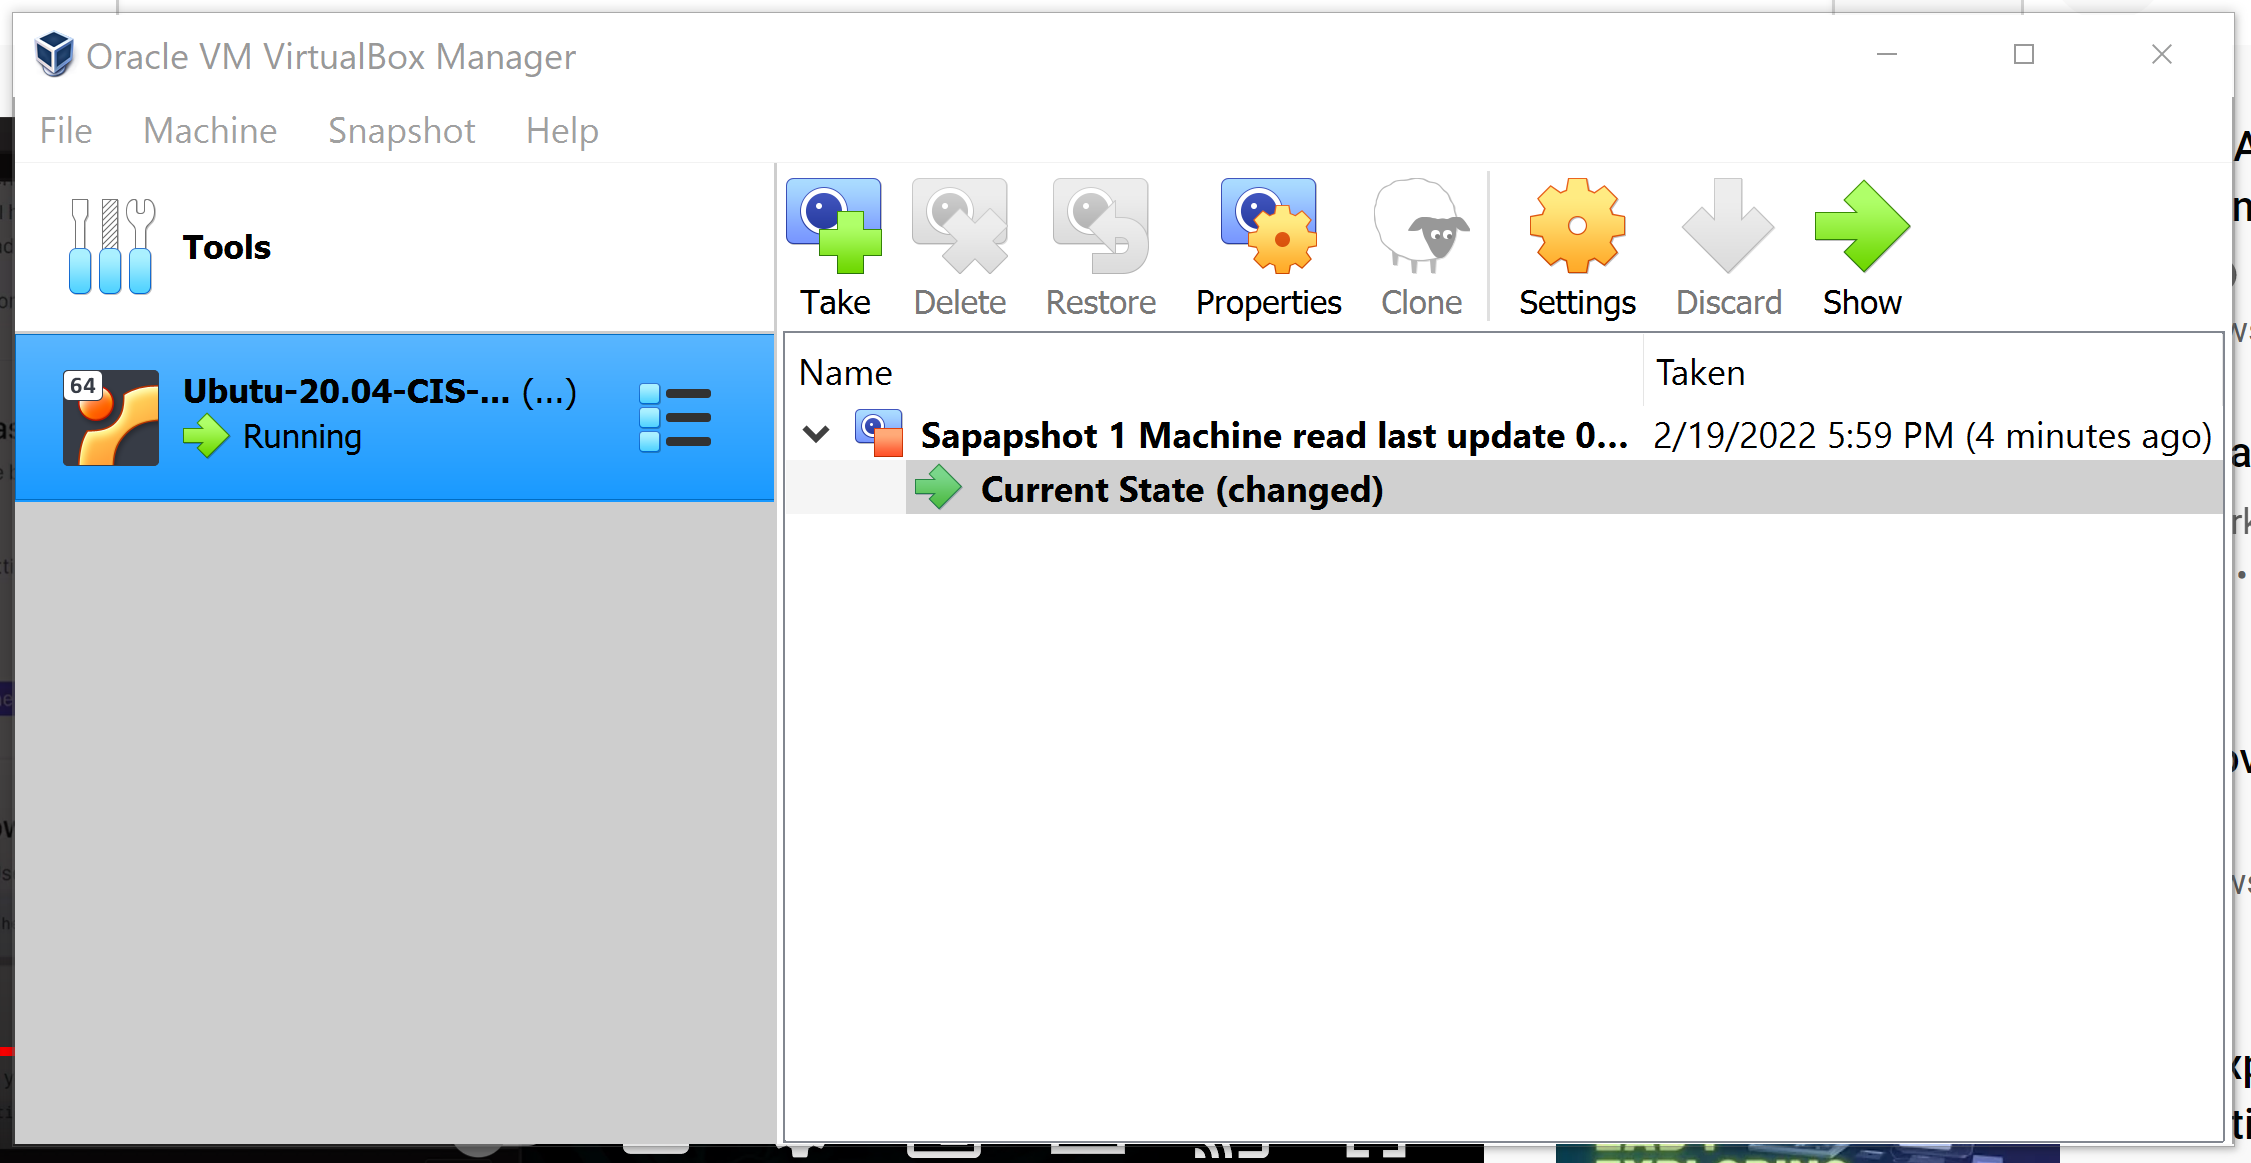 Oracle VM VirtualBox Manager
File Machine Snapshot Help
Tools
Take Delete Restore Properties Clone Settings Discard Show
64
Ubutu-20.04-CIS-... (...)
Running
Name Taken
Sapapshot 1 Machine read last update 0... 2/19/2022 5:59 PM (4 minutes ago)
Current State (changed)